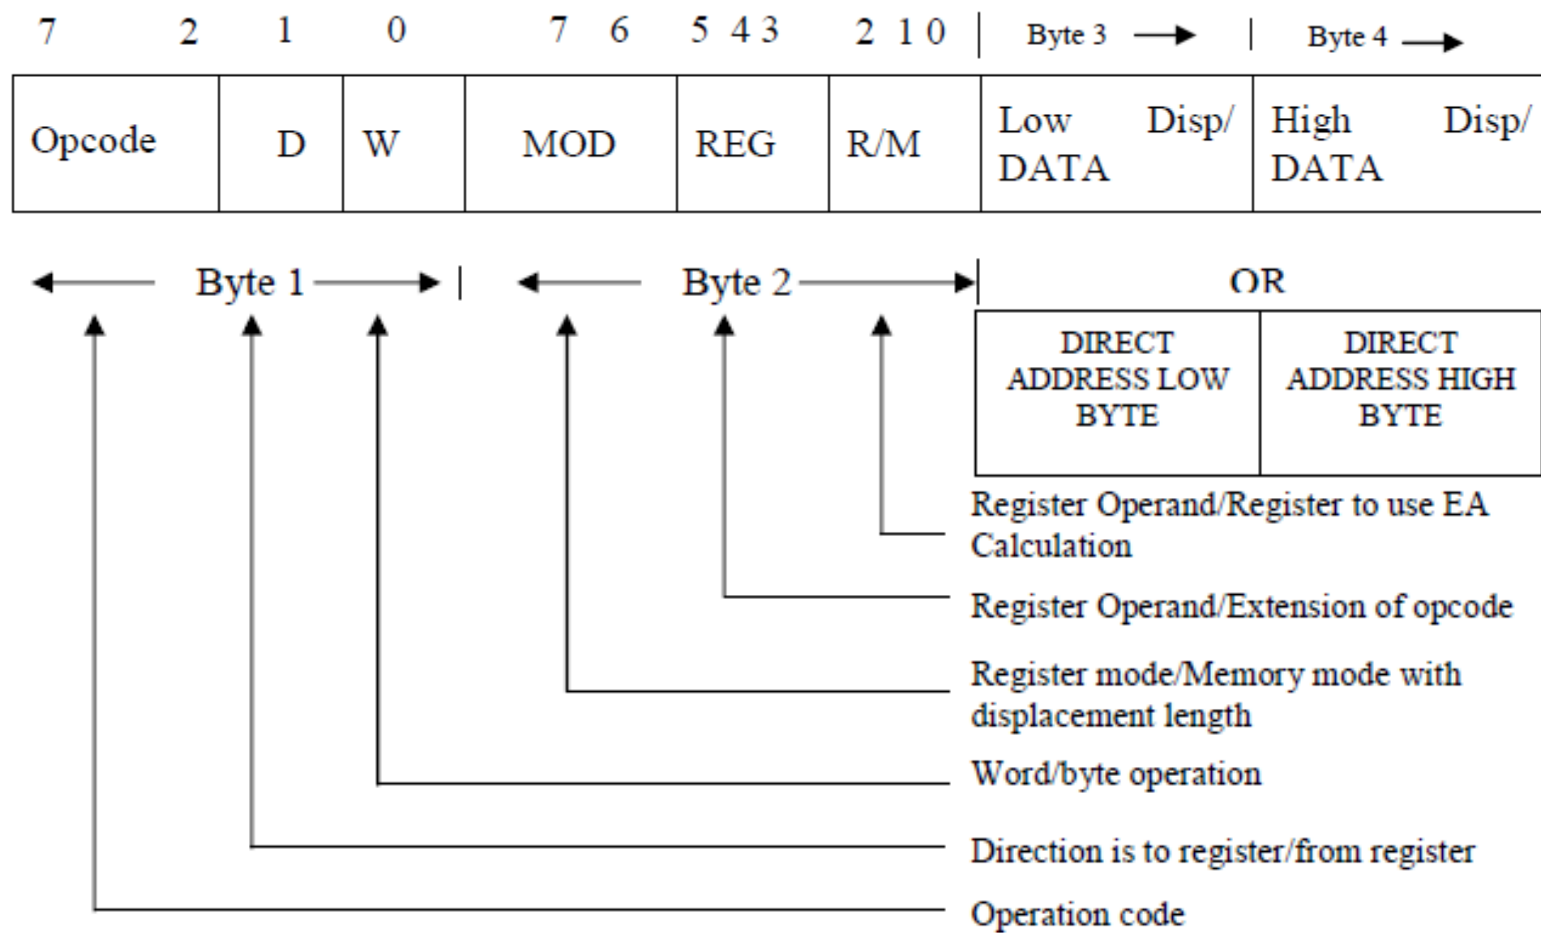 7 2 1 0 7 6 5 4 3 2 1 0 Byte 3 Byte 4
Opcode D W MOD REG R/M
Low Disp/
DATA
High Disp/
DATA
Byte 1 Byte 2 OR
DIRECT
ADDRESS LOW
BYTE
DIRECT
ADDRESS HIGH
BYTE
Register Operand/Register to use EA
Calculation
Register Operand/Extension of opcode
Register mode/Memory mode with
displacement length
Word/byte operation
Direction is to register/from register
Operation code